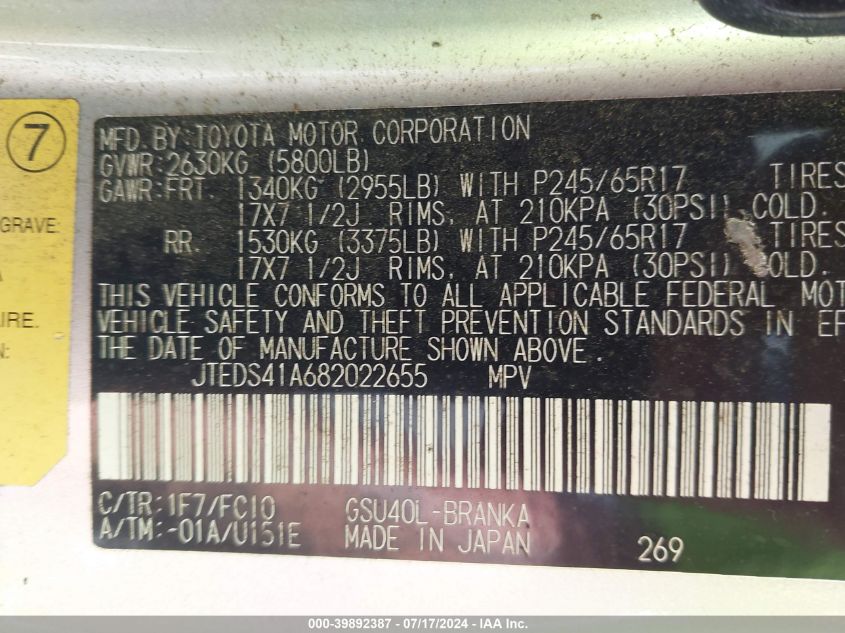 7
GRAVE:
A
AIRE.
N:
MFD. BY: TOYOTA MOTOR CORPORATION
GVWR: 2630KG (5800LB)
GAWR: FRT. 1340KG (2955LB) WITH P245/65R17 TIRES
17X7 1/2J RIMS, AT 210KPA (30PSI) COLD.
RR. 1530KG (3375LB) WITH P245/65R17 TIRES
17X7 1/2J RIMS, AT 210KPA (30PSI) COLD.
THIS VEHICLE CONFORMS TO ALL APPLICABLE FEDERAL MOT
VEHICLE SAFETY AND THEFT PREVENTION STANDARDS IN EF
THE DATE OF MANUFACTURE SHOWN ABOVE.
JTEDS41A682022655 MPV
C/TR: 1F7/FC10 GSU40L-BRANKA
A/TM: -01A/U151E MADE IN JAPAN 269
000-39892387 / 07/17/2024 / IAA Inc.